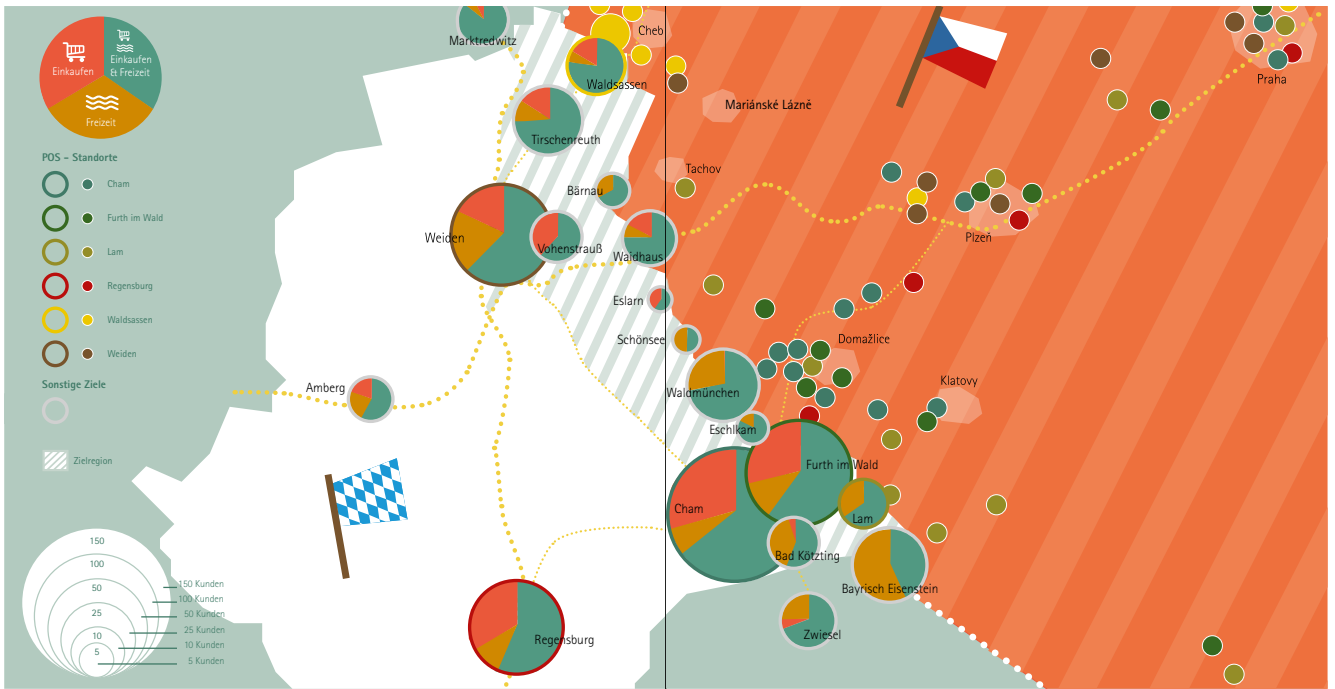 Einkaufen
Einkaufen
& Freizeit
Freizeit
POS – Standorte
Cham
Furth im Wald
Lam
Regensburg
Waldsassen
Weiden
Sonstige Ziele
Zielregion
150
100
50
25
10
5
150 Kunden
100 Kunden
50 Kunden
25 Kunden
10 Kunden
5 Kunden
Marktredwitz
Cheb
Waldsassen
Tirschenreuth
Mariánské Lázně
Praha
Tachov
Bärnau
Weiden
Vohenstrauß
Waidhaus
Plzeň
Eslarn
Schönsee
Domažlice
Amberg
Waldmünchen
Klatovy
Eschlkam
Furth im Wald
Cham
Lam
Bad Kötzting
Bayrisch Eisenstein
Regensburg
Zwiesel